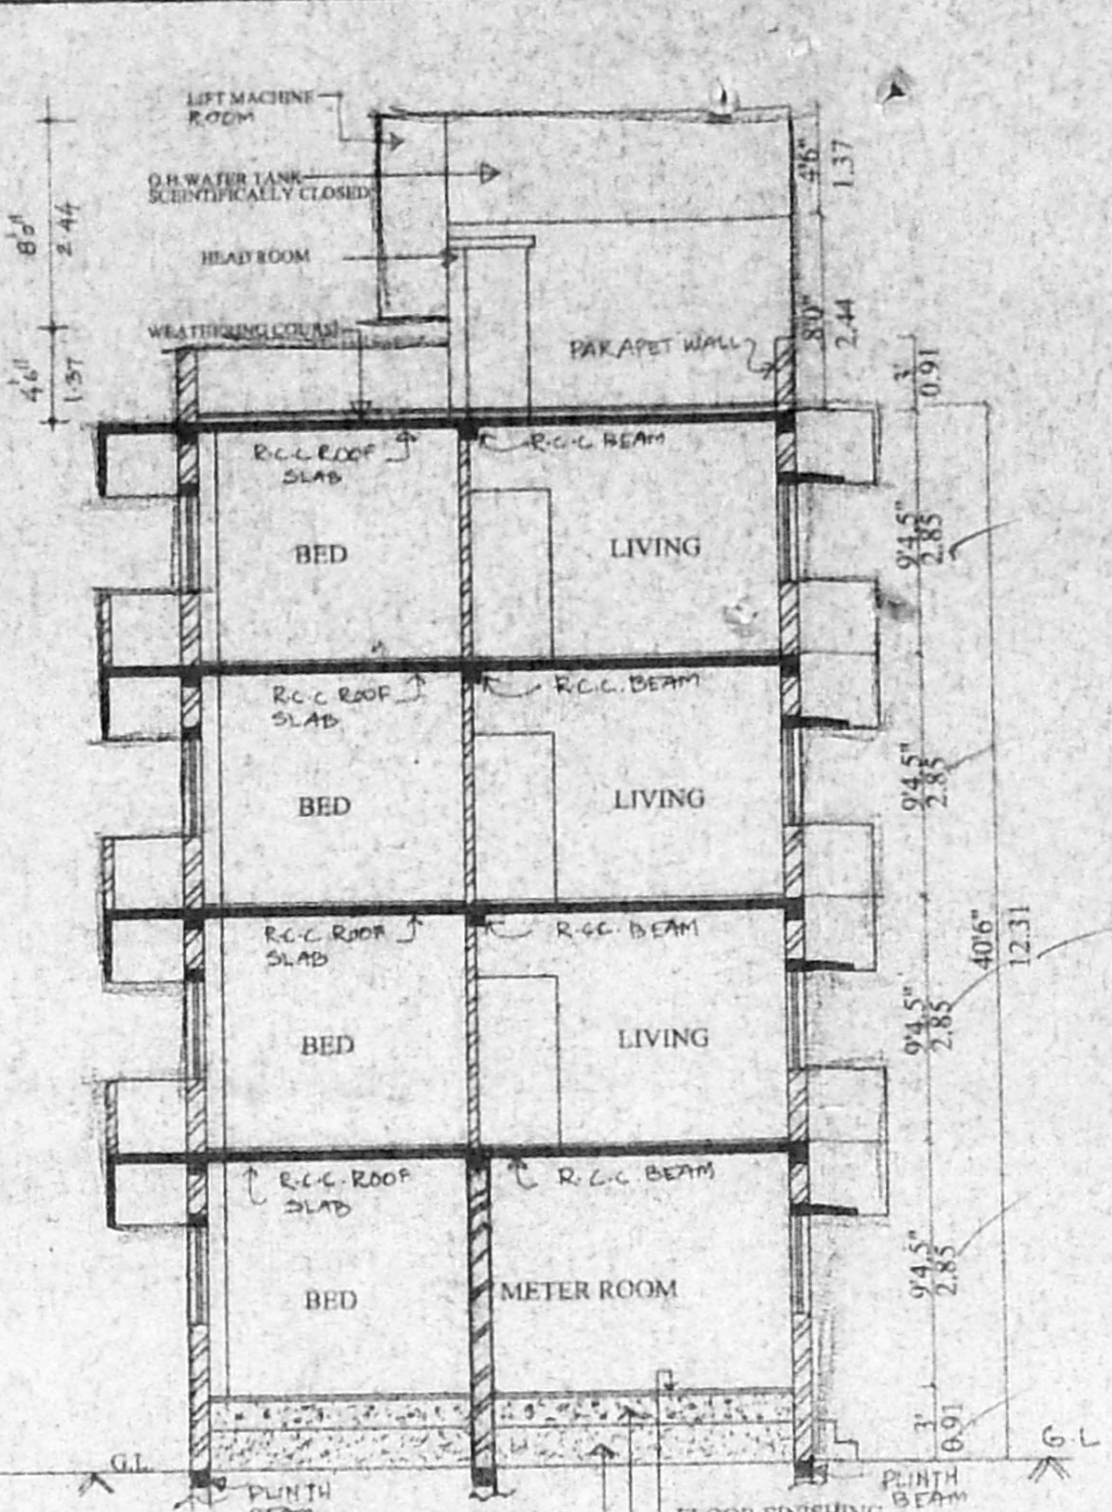 LIFT MACHINE
ROOM
O.H. WATER TANK
SCIENTIFICALLY CLOSED
HEAD ROOM
WEATHERING COURSE
PARAPET WALL
8'0"
2.44
4'6"
1.37
4'6"
1.37
8'0"
2.44
3'
0.91
R.C.C ROOF
SLAB
R.C.C BEAM
BED
LIVING
9'4.5"
2.85
R.C.C ROOF
SLAB
R.C.C. BEAM
BED
LIVING
9'4.5"
2.85
40'6"
12.31
R.C.C. ROOF
SLAB
R.C.C. BEAM
BED
LIVING
9'4.5"
2.85
R.C.C. ROOF
SLAB
R.C.C BEAM
BED
METER ROOM
9'4.5"
2.85
3'
0.91
G.L.
G.L
PLINTH
BEAM
PLINTH
BEAM
FLOOR FINISHING